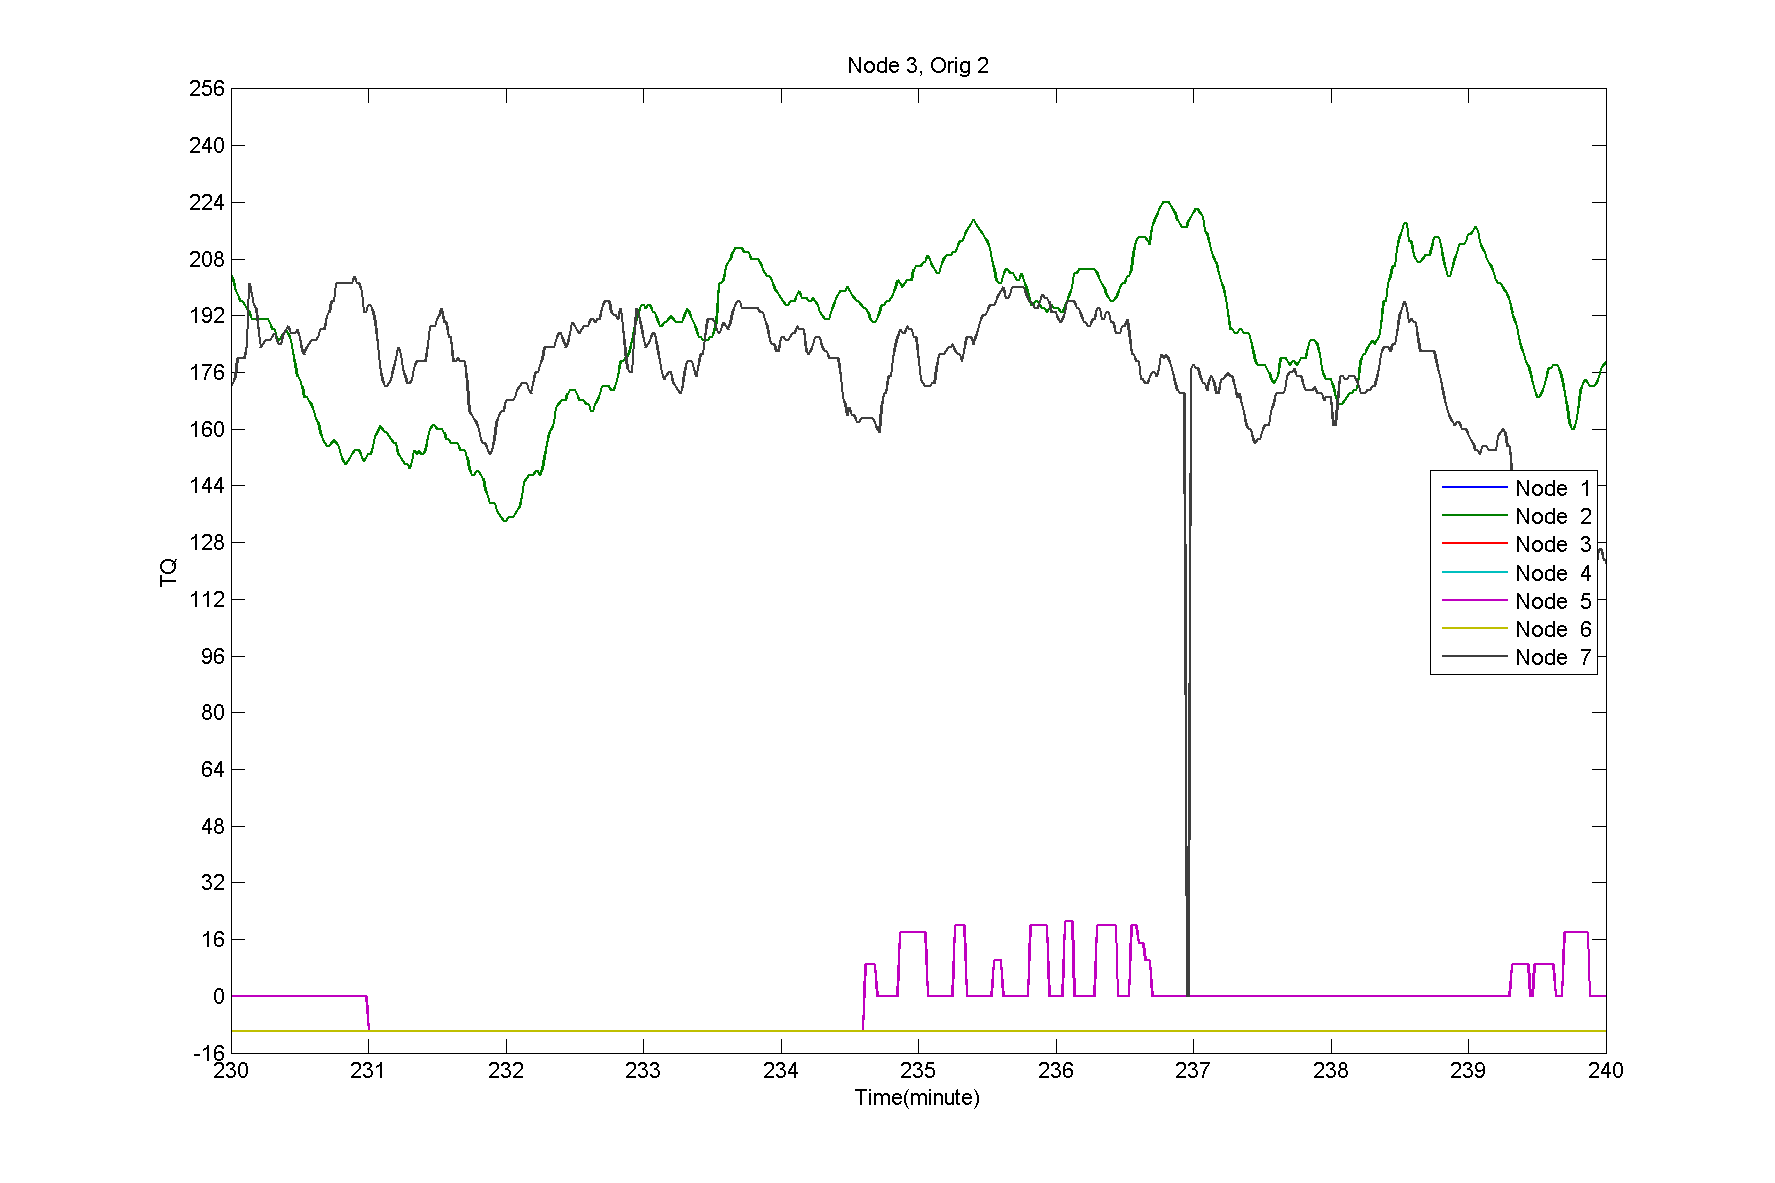 Node 3, Orig 2
256
240
224
208
192
176
160
144
128
112
96
80
64
48
32
16
0
-16
TQ
Node 1
Node 2
Node 3
Node 4
Node 5
Node 6
Node 7
230 231 232 233 234 235 236 237 238 239 240
Time(minute)